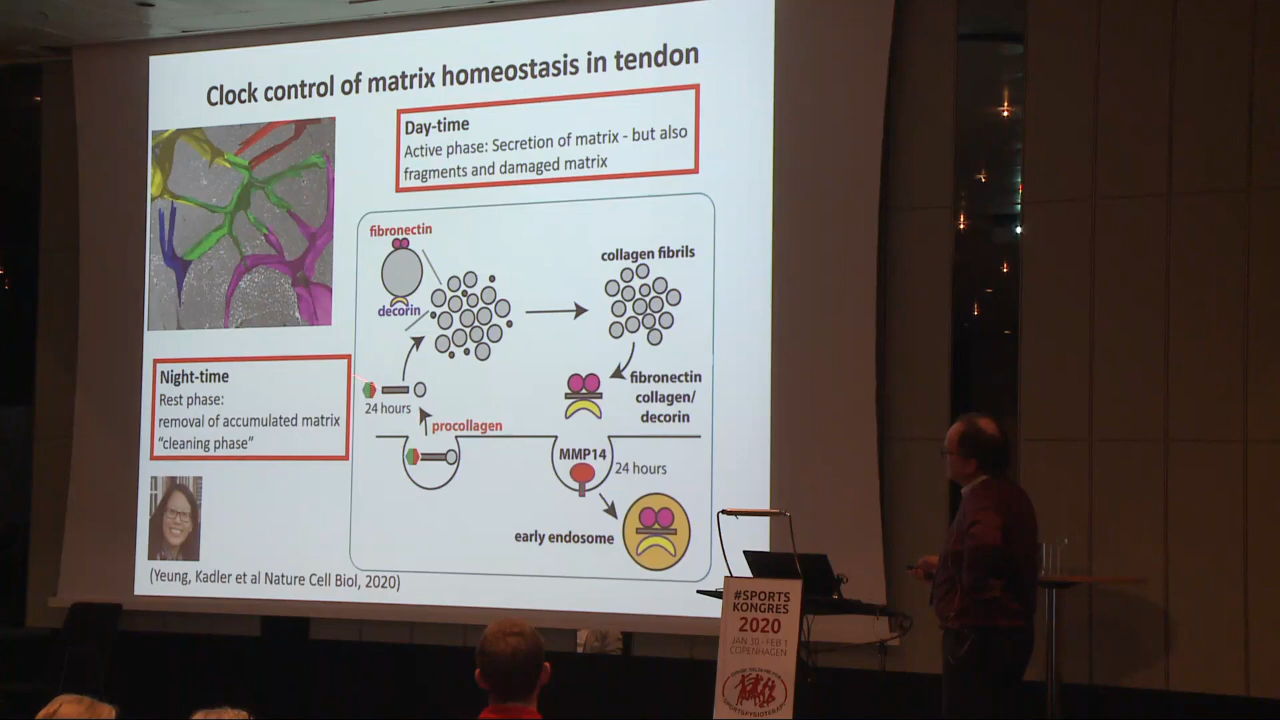 Clock control of matrix homeostasis in tendon
Day-time
Active phase: Secretion of matrix - but also
fragments and damaged matrix
fibronectin
decorin
collagen fibrils
Night-time
Rest phase:
removal of accumulated matrix
“cleaning phase”
24 hours
procollagen
fibronectin
collagen/
decorin
MMP14
24 hours
early endosome
(Yeung, Kadler et al Nature Cell Biol, 2020)
#SPORTS
KONGRES
2020
JAN 30 - FEB 1
COPENHAGEN